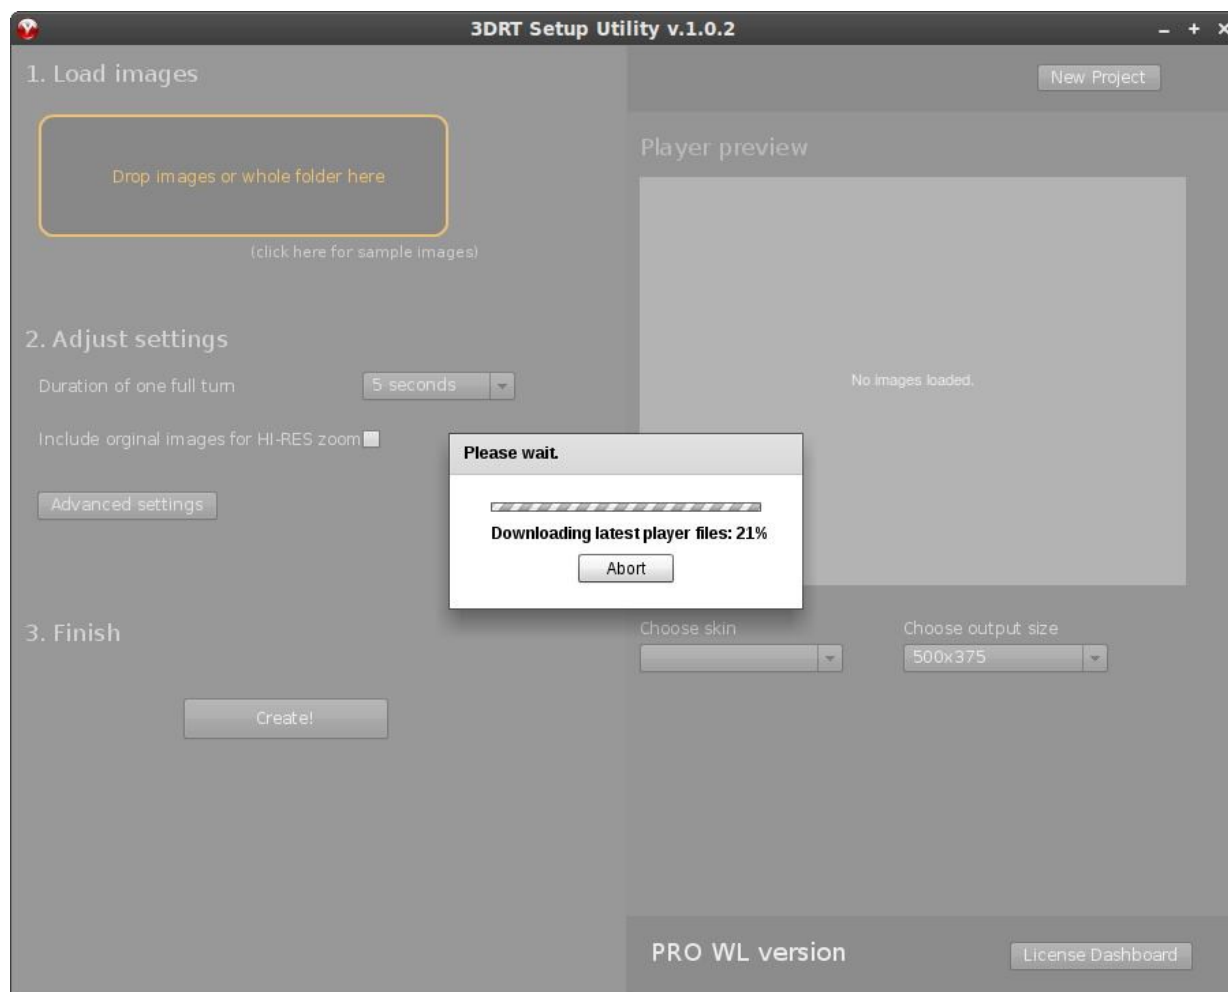 3DRT Setup Utility v.1.0.2
1. Load images
New Project
Drop images or whole folder here
(click here for sample images)
Player preview
No images loaded.
2. Adjust settings
Duration of one full turn
5 seconds
Include orginal images for HI-RES zoom
Advanced settings
Please wait.
Downloading latest player files: 21%
Abort
3. Finish
Create!
Choose skin
Choose output size
500x375
PRO WL version
License Dashboard